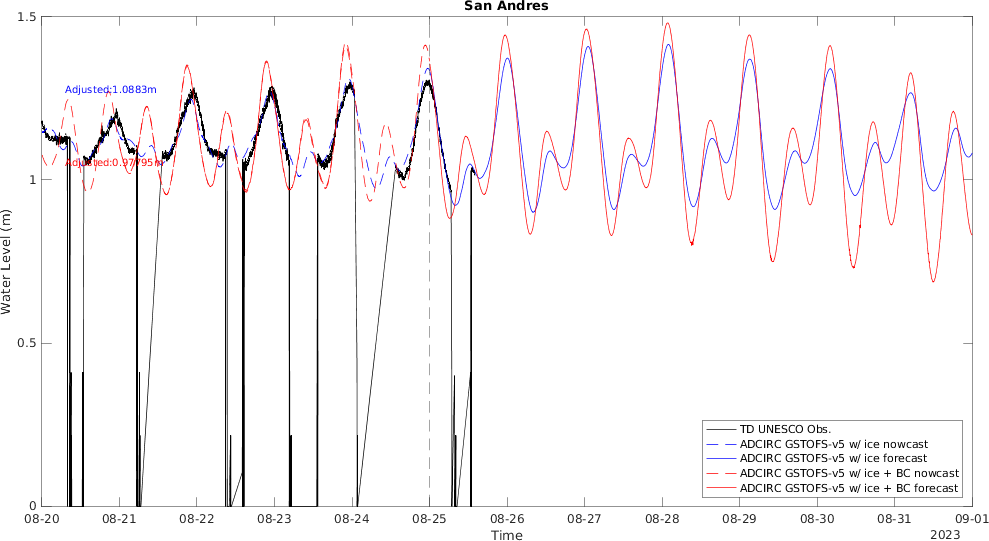 San Andres
1.5
1
0.5
0
Water Level (m)
Adjusted:1.0883m
Adjusted:0.97795m
TD UNESCO Obs.
ADCIRC GSTOFS-v5 w/ ice nowcast
ADCIRC GSTOFS-v5 w/ ice forecast
ADCIRC GSTOFS-v5 w/ ice + BC nowcast
ADCIRC GSTOFS-v5 w/ ice + BC forecast
08-20 08-21 08-22 08-23 08-24 08-25 08-26 08-27 08-28 08-29 08-30 08-31 09-01
Time
2023